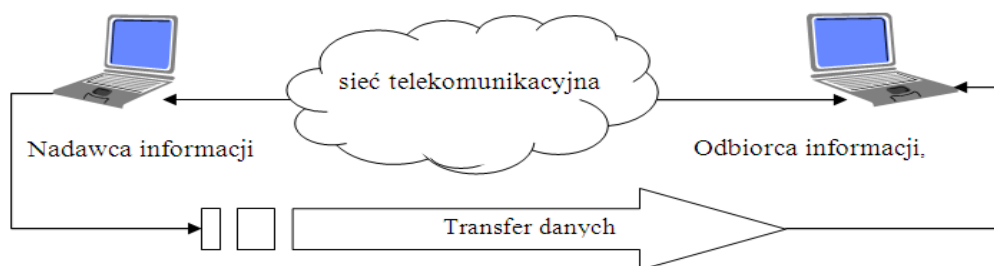 sieć telekomunikacyjna
Nadawca informacji
Odbiorca informacji,
Transfer danych